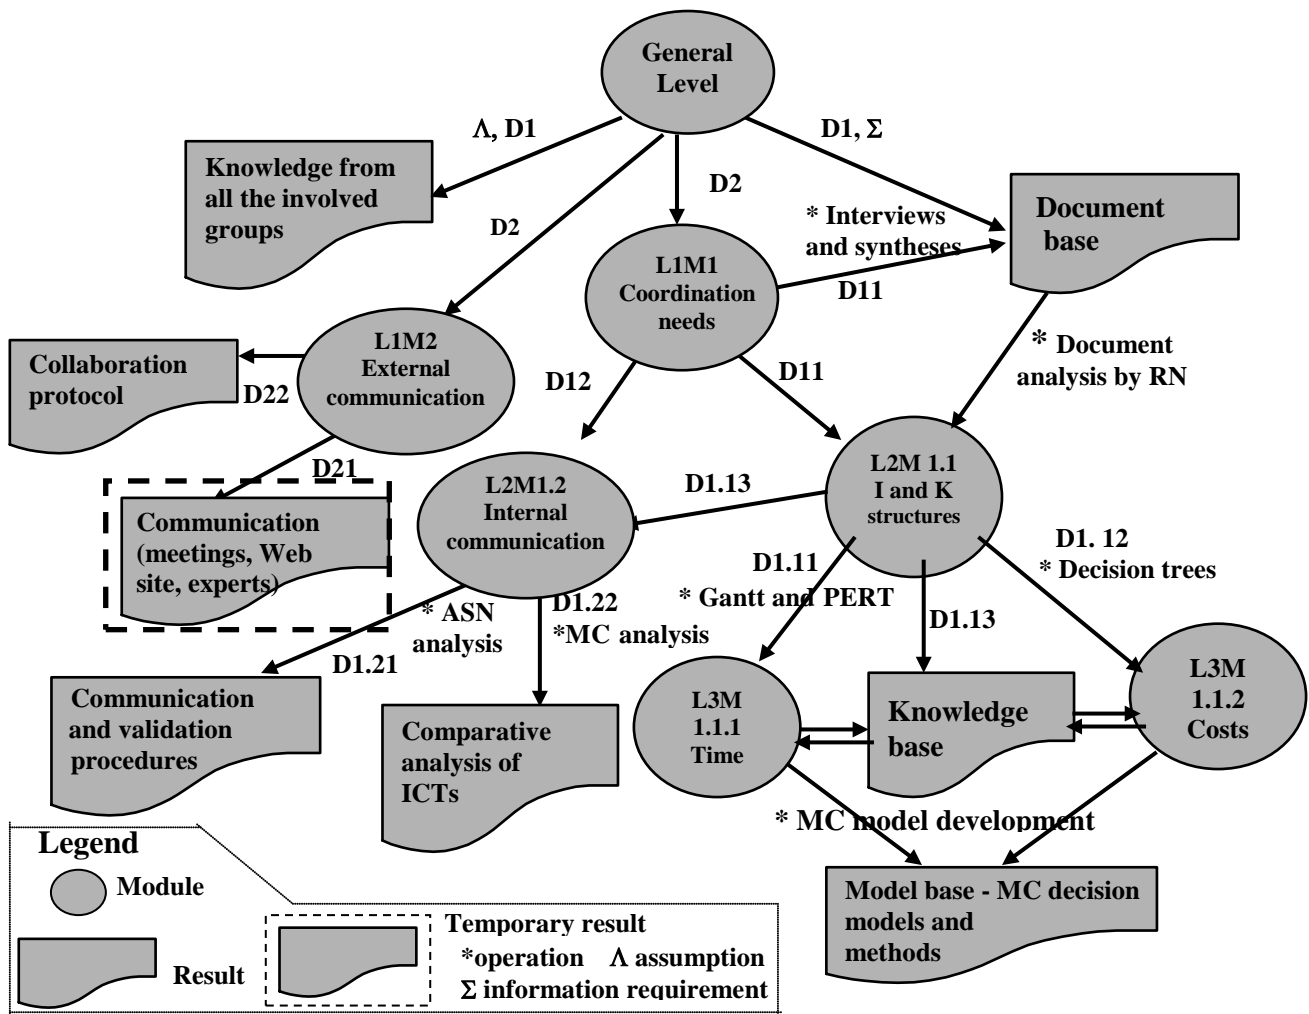 General
Level
Λ, D1
D1, Σ
Knowledge from
all the involved
groups
D2
D2
* Interviews
and syntheses
Document
base
L1M1
Coordination
needs
D11
L1M2
External
communication
Collaboration
protocol
D22
D12
D11
* Document
analysis by RN
D21
Communication
(meetings, Web
site, experts)
L2M1.2
Internal
communication
D1.13
L2M 1.1
I and K
structures
D1.11
* Gantt and PERT
D1. 12
* Decision trees
D1.13
* ASN
analysis
D1.21
D1.22
*MC analysis
Communication
and validation
procedures
Comparative
analysis of
ICTs
L3M
1.1.1
Time
Knowledge
base
L3M
1.1.2
Costs
* MC model development
Model base - MC decision
models and
methods
Legend
Module
Result
Temporary result
*operation Λ assumption
Σ information requirement